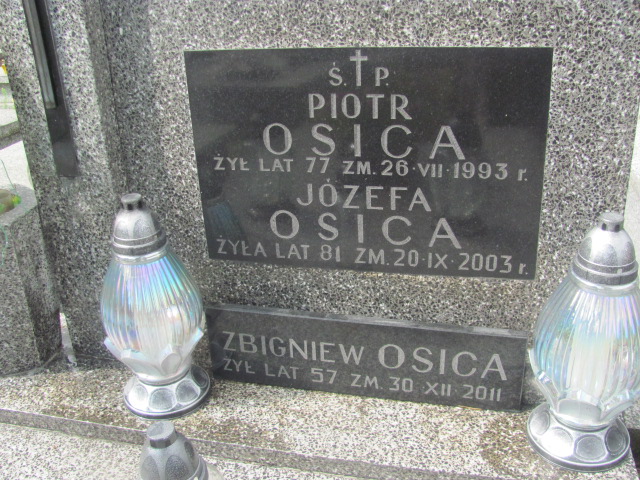 Ś. P.
PIOTR
OSICA
ŻYŁ LAT 77 ZM. 26·VII·1993 r.
JÓZEFA
OSICA
ŻYŁA LAT 81 ZM. 20·IX·2003 r.
ZBIGNIEW OSICA
ŻYŁ LAT 57 ZM. 30 XII 2011